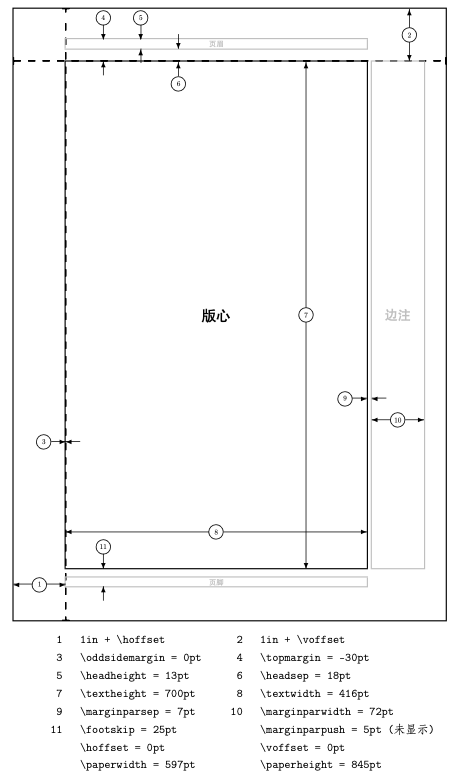 4
5
2
页眉
6
版心
7
边注
9
10
3
8
11
1
页脚
1 1in + \hoffset 2 1in + \voffset
3 \oddsidemargin = 0pt 4 \topmargin = -30pt
5 \headheight = 13pt 6 \headsep = 18pt
7 \textheight = 700pt 8 \textwidth = 416pt
9 \marginparsep = 7pt 10 \marginparwidth = 72pt
11 \footskip = 25pt \marginparpush = 5pt (未显示)
\hoffset = 0pt \voffset = 0pt
\paperwidth = 597pt \paperheight = 845pt